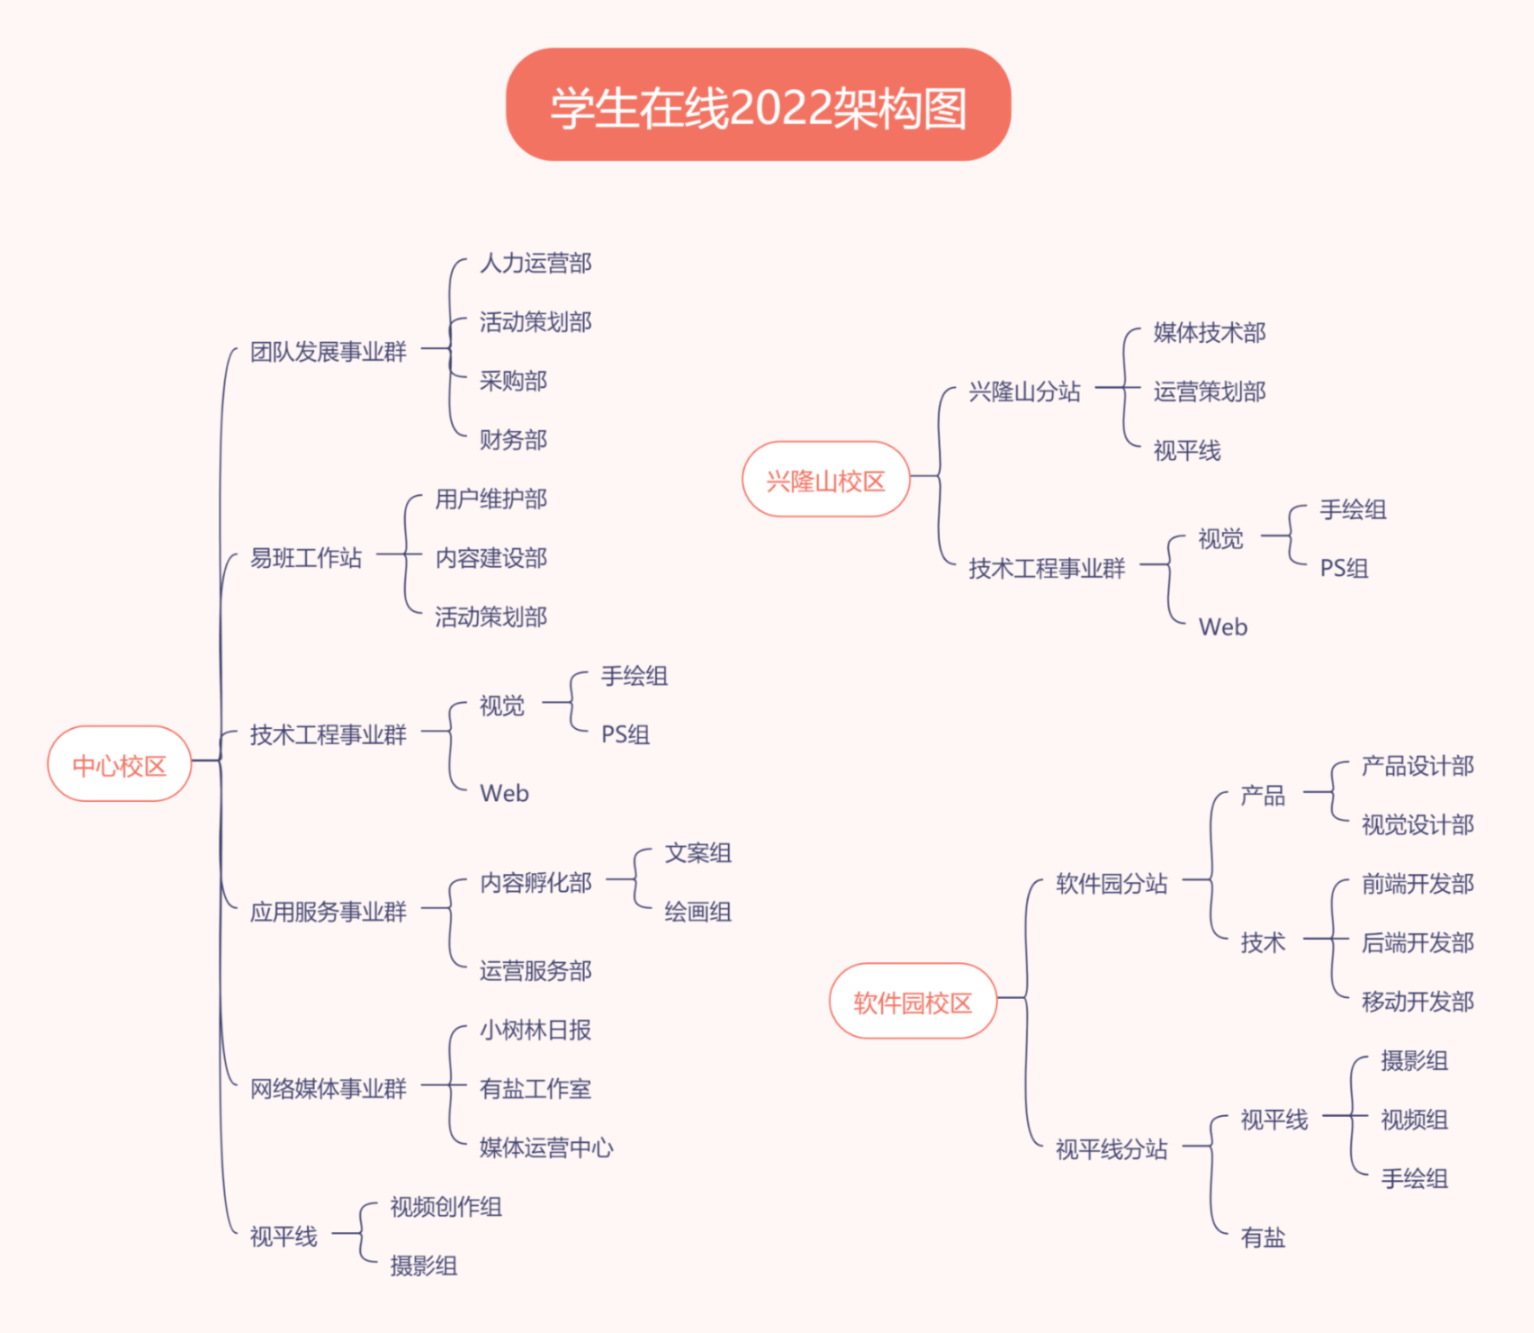 学生在线2022架构图
中心校区
团队发展事业群
人力运营部
活动策划部
采购部
财务部
易班工作站
用户维护部
内容建设部
活动策划部
技术工程事业群
视觉
手绘组
PS组
Web
应用服务事业群
内容孵化部
文案组
绘画组
运营服务部
网络媒体事业群
小树林日报
有盐工作室
媒体运营中心
视平线
视频创作组
摄影组
兴隆山校区
兴隆山分站
媒体技术部
运营策划部
视平线
技术工程事业群
视觉
手绘组
PS组
Web
软件园校区
软件园分站
产品
产品设计部
视觉设计部
技术
前端开发部
后端开发部
移动开发部
视平线分站
视平线
摄影组
视频组
手绘组
有盐